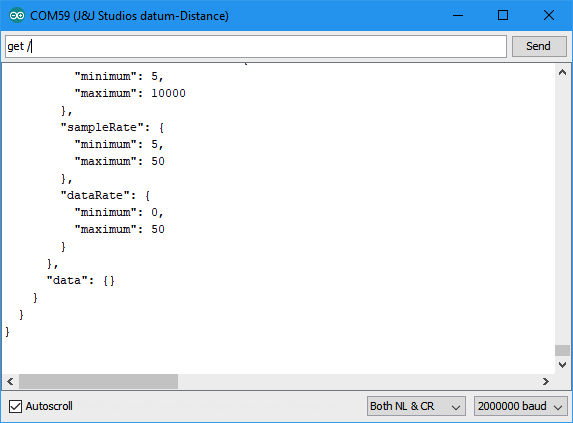 COM59 (J&J Studios datum-Distance)
get /
Send
"minimum": 5,
"maximum": 10000
},
"sampleRate": {
"minimum": 5,
"maximum": 50
},
"dataRate": {
"minimum": 0,
"maximum": 50
}
},
"data": {}
}
}
}
Autoscroll
Both NL & CR
2000000 baud